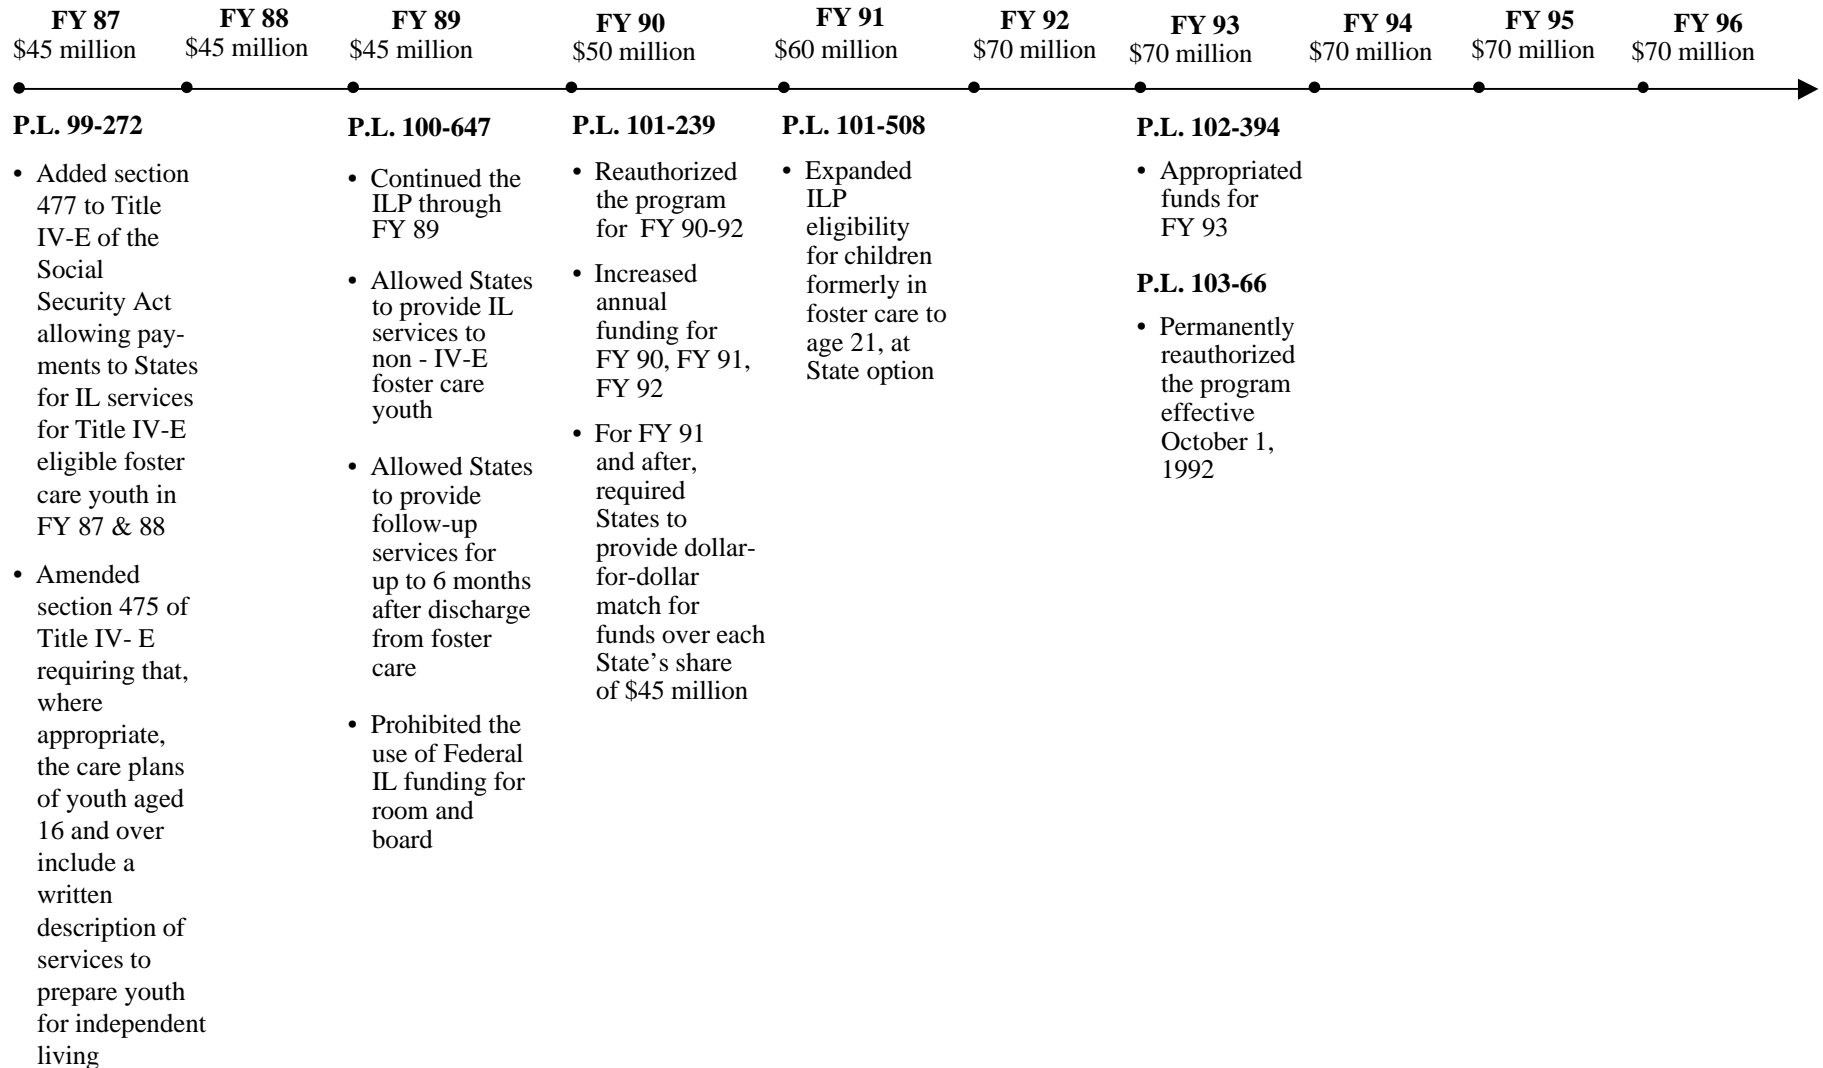 FY 87
$45 million
FY 88
$45 million
FY 89
$45 million
FY 90
$50 million
FY 91
$60 million
FY 92
$70 million
FY 93
$70 million
FY 94
$70 million
FY 95
$70 million
FY 96
$70 million
P.L. 99-272
• Added section
477 to Title
IV-E of the
Social
Security Act
allowing pay-
ments to States
for IL services
for Title IV-E
eligible foster
care youth in
FY 87 & 88
• Amended
section 475 of
Title IV- E
requiring that,
where
appropriate,
the care plans
of youth aged
16 and over
include a
written
description of
services to
prepare youth
for independent
living
P.L. 100-647
• Continued the
ILP through
FY 89
• Allowed States
to provide IL
services to
non - IV-E
foster care
youth
• Allowed States
to provide
follow-up
services for
up to 6 months
after discharge
from foster
care
• Prohibited the
use of Federal
IL funding for
room and
board
P.L. 101-239
• Reauthorized
the program
for FY 90-92
• Increased
annual
funding for
FY 90, FY 91,
FY 92
• For FY 91
and after,
required
States to
provide dollar-
for-dollar
match for
funds over each
State’s share
of $45 million
P.L. 101-508
• Expanded
ILP
eligibility
for children
formerly in
foster care to
age 21, at
State option
P.L. 102-394
• Appropriated
funds for
FY 93
P.L. 103-66
• Permanently
reauthorized
the program
effective
October 1,
1992